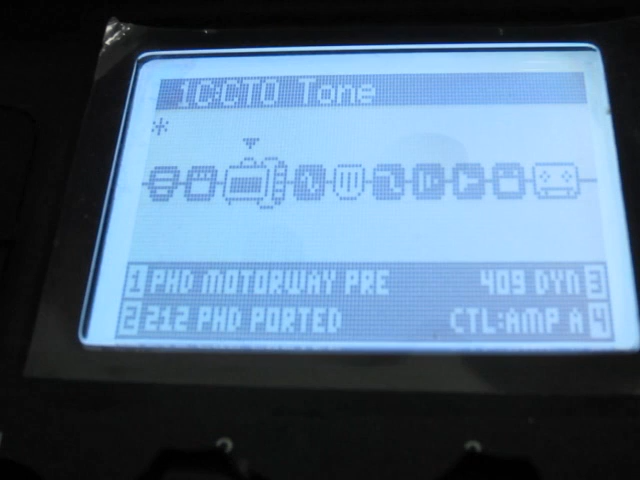 1C:CTO Tone
1 PHD MOTORWAY PRE 409 DYN 3
2 212 PHD PORTED CTL:AMP A 4